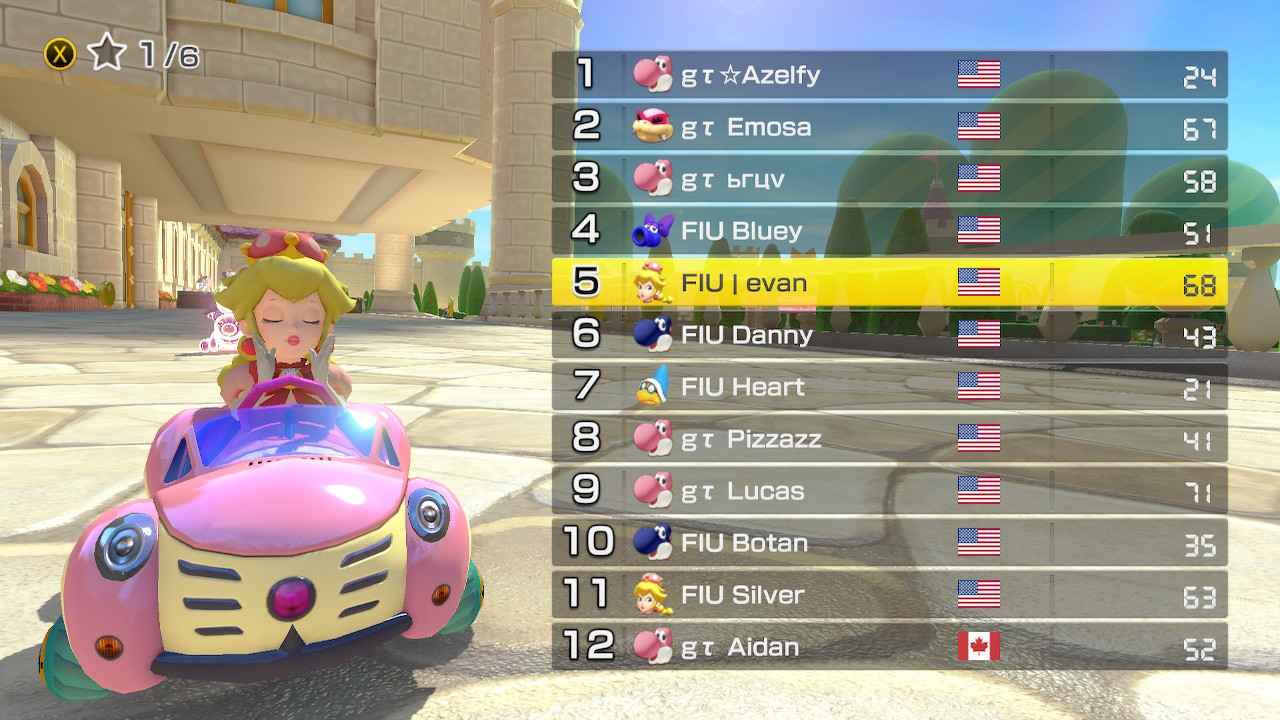 X ☆ 1/6
1 gτ☆Azelfy 24
2 gτ Emosa 67
3 gτ ьгцv 58
4 FIU Bluey 51
5 FIU | evan 68
6 FIU Danny 43
7 FIU Heart 21
8 gτ Pizzazz 41
9 gτ Lucas 71
10 FIU Botan 35
11 FIU Silver 63
12 gτ Aidan 52